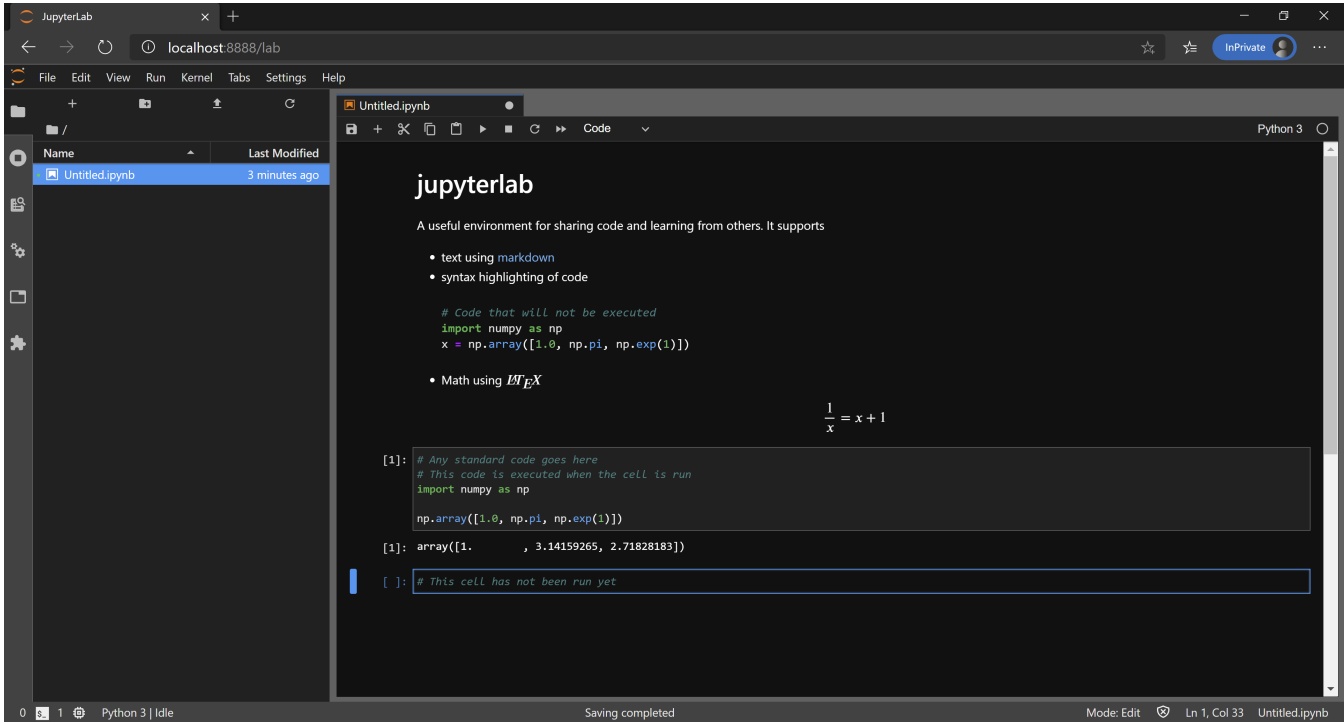 JupyterLab
localhost:8888/lab
InPrivate
File Edit View Run Kernel Tabs Settings Help
/
Name Last Modified
Untitled.ipynb 3 minutes ago
Untitled.ipynb
Code
Python 3
jupyterlab
A useful environment for sharing code and learning from others. It supports
• text using markdown
• syntax highlighting of code
# Code that will not be executed
import numpy as np
x = np.array([1.0, np.pi, np.exp(1)])
• Math using LATEX
1/x = x + 1
[1]: # Any standard code goes here
# This code is executed when the cell is run
import numpy as np
np.array([1.0, np.pi, np.exp(1)])
[1]: array([1.        , 3.14159265, 2.71828183])
[ ]: # This cell has not been run yet
0 $_ 1 Python 3 | Idle Saving completed Mode: Edit Ln 1, Col 33 Untitled.ipynb